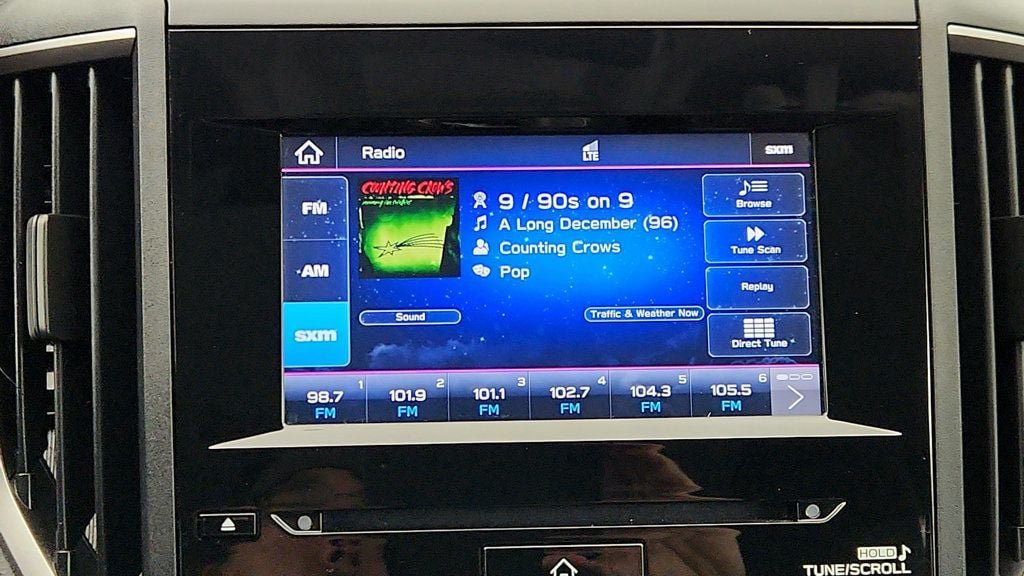 Radio
LTE
sxm
FM
COUNTING CROWS
9 / 90s on 9
Browse
A Long December (96)
Tune Scan
AM
Counting Crows
Pop
Replay
sxm
Sound
Traffic & Weather Now
Direct Tune
1 2 3 4 5 6
98.7 101.9 101.1 102.7 104.3 105.5
FM FM FM FM FM FM
HOLD
TUNE/SCROLL